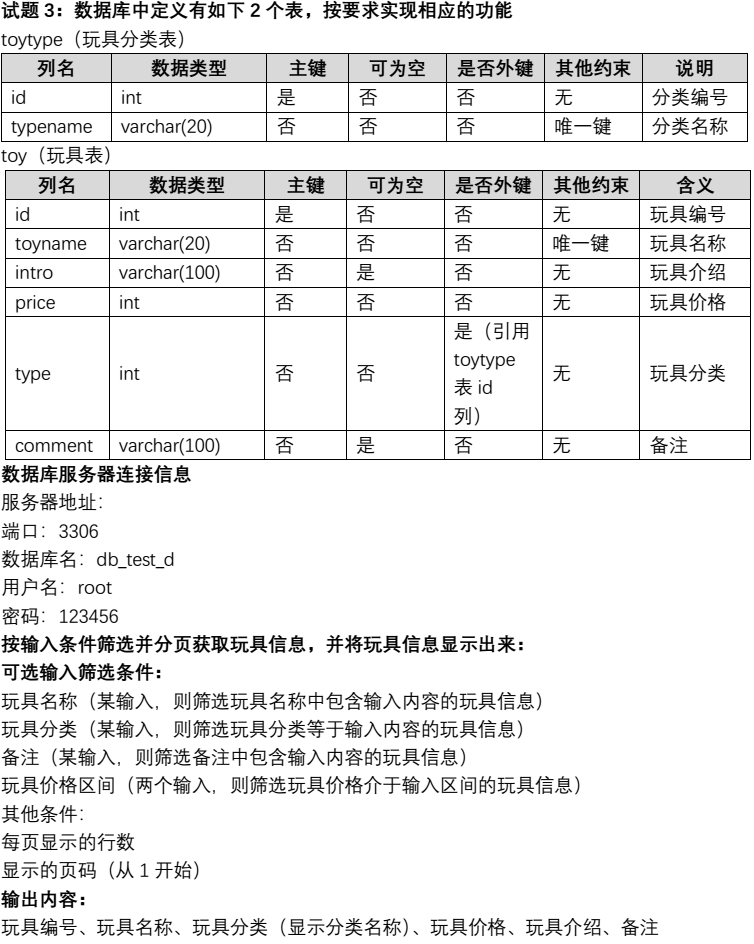 试题 3：数据库中定义有如下 2 个表，按要求实现相应的功能
toytype（玩具分类表）
列名 数据类型 主键 可为空 是否外键 其他约束 说明
id int 是 否 否 无 分类编号
typename varchar(20) 否 否 否 唯一键 分类名称
toy（玩具表）
列名 数据类型 主键 可为空 是否外键 其他约束 含义
id int 是 否 否 无 玩具编号
toyname varchar(20) 否 否 否 唯一键 玩具名称
intro varchar(100) 否 是 否 无 玩具介绍
price int 否 否 否 无 玩具价格
type int 否 否 是（引用 toytype 表 id 列） 无 玩具分类
comment varchar(100) 否 是 否 无 备注
数据库服务器连接信息
服务器地址：
端口：3306
数据库名：db_test_d
用户名：root
密码：123456
按输入条件筛选并分页获取玩具信息，并将玩具信息显示出来：
可选输入筛选条件：
玩具名称（某输入，则筛选玩具名称中包含输入内容的玩具信息）
玩具分类（某输入，则筛选玩具分类等于输入内容的玩具信息）
备注（某输入，则筛选备注中包含输入内容的玩具信息）
玩具价格区间（两个输入，则筛选玩具价格介于输入区间的玩具信息）
其他条件：
每页显示的行数
显示的页码（从 1 开始）
输出内容：
玩具编号、玩具名称、玩具分类（显示分类名称）、玩具价格、玩具介绍、备注